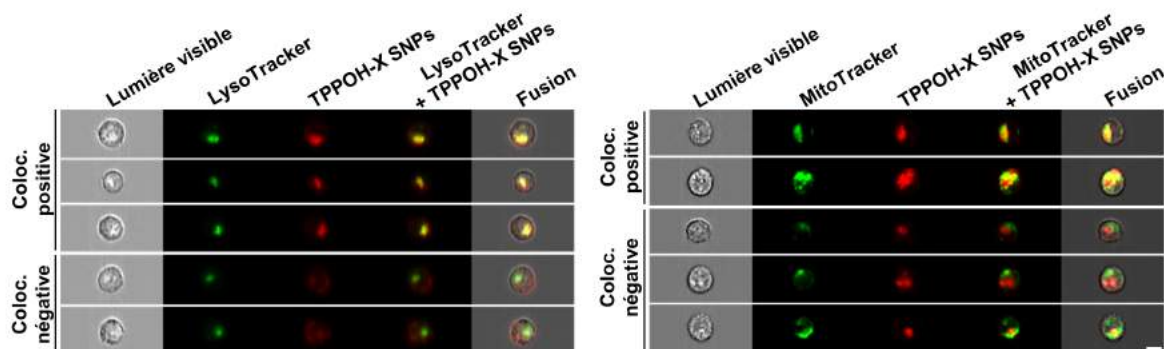 Lumière visible
LysoTracker
TPPOH-X SNPs
LysoTracker
+ TPPOH-X SNPs
Fusion
Coloc.
positive
Coloc.
négative
Lumière visible
MitoTracker
TPPOH-X SNPs
MitoTracker
+ TPPOH-X SNPs
Fusion
Coloc.
positive
Coloc.
négative